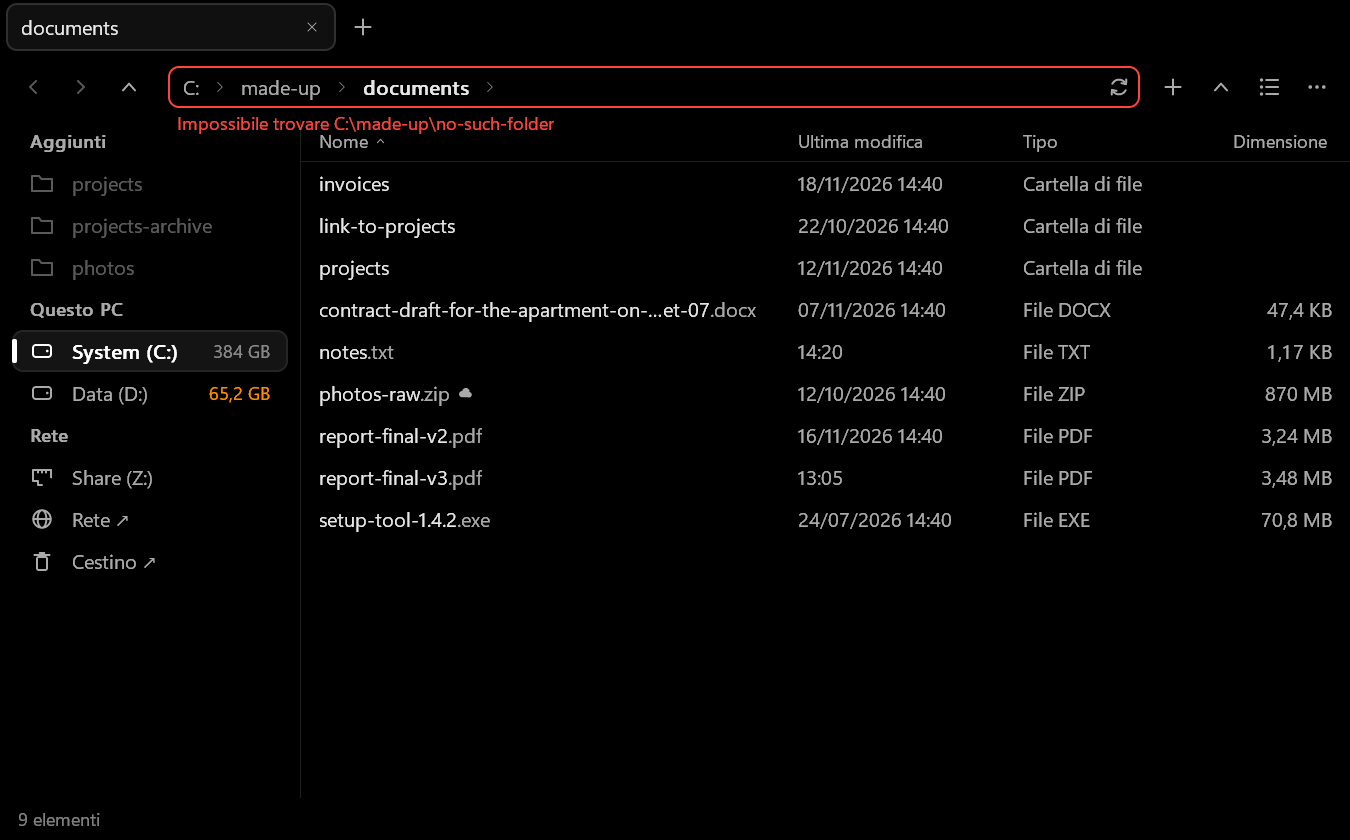 documents
C: made-up documents
Impossibile trovare C:\made-up\no-such-folder
Aggiunti
projects
projects-archive
photos
Questo PC
System (C:) 384 GB
Data (D:) 65,2 GB
Rete
Share (Z:)
Rete ↗
Cestino ↗
Nome Ultima modifica Tipo Dimensione
invoices 18/11/2026 14:40 Cartella di file
link-to-projects 22/10/2026 14:40 Cartella di file
projects 12/11/2026 14:40 Cartella di file
contract-draft-for-the-apartment-on-...et-07.docx 07/11/2026 14:40 File DOCX 47,4 KB
notes.txt 14:20 File TXT 1,17 KB
photos-raw.zip 12/10/2026 14:40 File ZIP 870 MB
report-final-v2.pdf 16/11/2026 14:40 File PDF 3,24 MB
report-final-v3.pdf 13:05 File PDF 3,48 MB
setup-tool-1.4.2.exe 24/07/2026 14:40 File EXE 70,8 MB
9 elementi